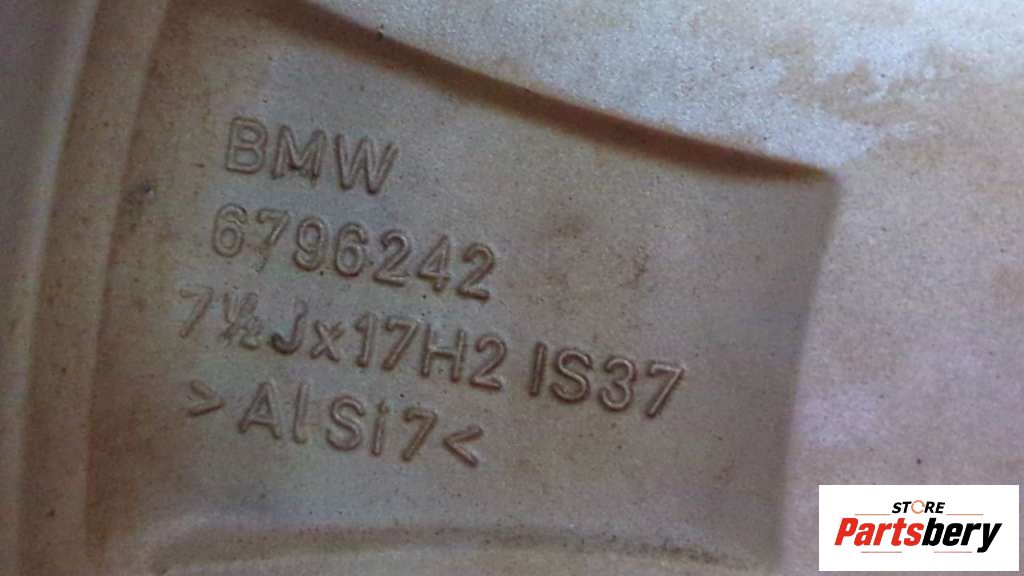 BMW
6796242
7½Jx17H2 IS37
>AlSi7<
STORE
Partsbery